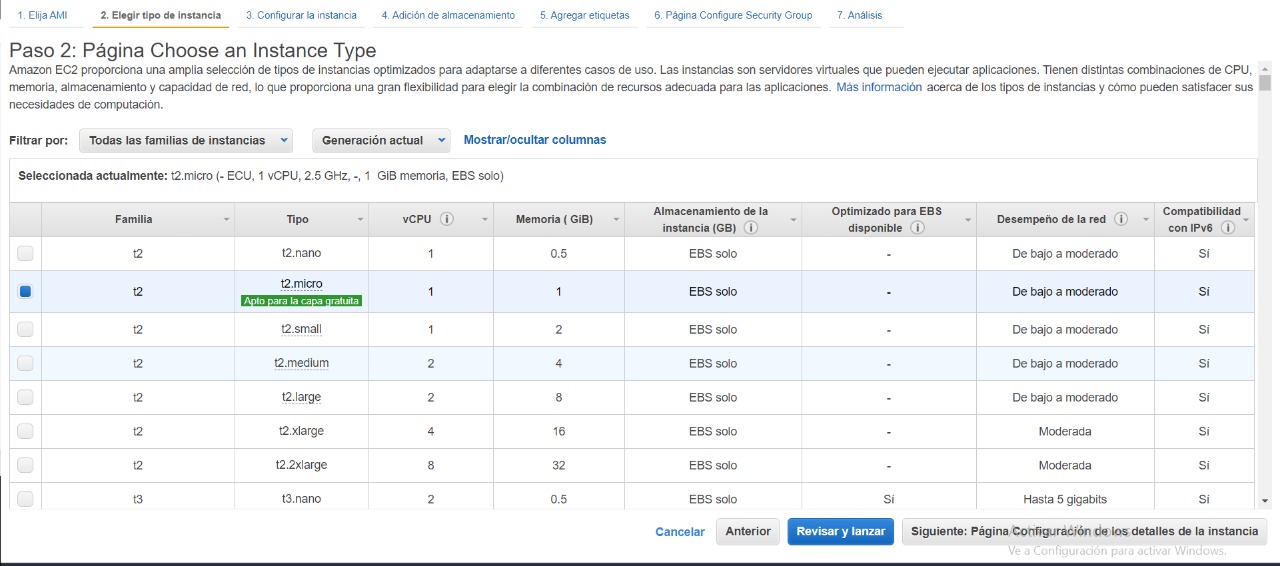 1. Elija AMI 2. Elegir tipo de instancia 3. Configurar la instancia 4. Adición de almacenamiento 5. Agregar etiquetas 6. Página Configure Security Group 7. Análisis
Paso 2: Página Choose an Instance Type
Amazon EC2 proporciona una amplia selección de tipos de instancias optimizados para adaptarse a diferentes casos de uso. Las instancias son servidores virtuales que pueden ejecutar aplicaciones. Tienen distintas combinaciones de CPU,
memoria, almacenamiento y capacidad de red, lo que proporciona una gran flexibilidad para elegir la combinación de recursos adecuada para las aplicaciones. Más información acerca de los tipos de instancias y cómo pueden satisfacer sus
necesidades de computación.
Filtrar por: Todas las familias de instancias Generación actual Mostrar/ocultar columnas
Seleccionada actualmente: t2.micro (- ECU, 1 vCPU, 2.5 GHz, -, 1 GiB memoria, EBS solo)
Familia Tipo vCPU Memoria ( GiB) Almacenamiento de la instancia (GB) Optimizado para EBS disponible Desempeño de la red Compatibilidad con IPv6
t2 t2.nano 1 0.5 EBS solo - De bajo a moderado Sí
t2 t2.micro Apto para la capa gratuita 1 1 EBS solo - De bajo a moderado Sí
t2 t2.small 1 2 EBS solo - De bajo a moderado Sí
t2 t2.medium 2 4 EBS solo - De bajo a moderado Sí
t2 t2.large 2 8 EBS solo - De bajo a moderado Sí
t2 t2.xlarge 4 16 EBS solo - Moderada Sí
t2 t2.2xlarge 8 32 EBS solo - Moderada Sí
t3 t3.nano 2 0.5 EBS solo Sí Hasta 5 gigabits Sí
Cancelar Anterior Revisar y lanzar Siguiente: Página Configuración de los detalles de la instancia
Activar Windows
Ve a Configuración para activar Windows.